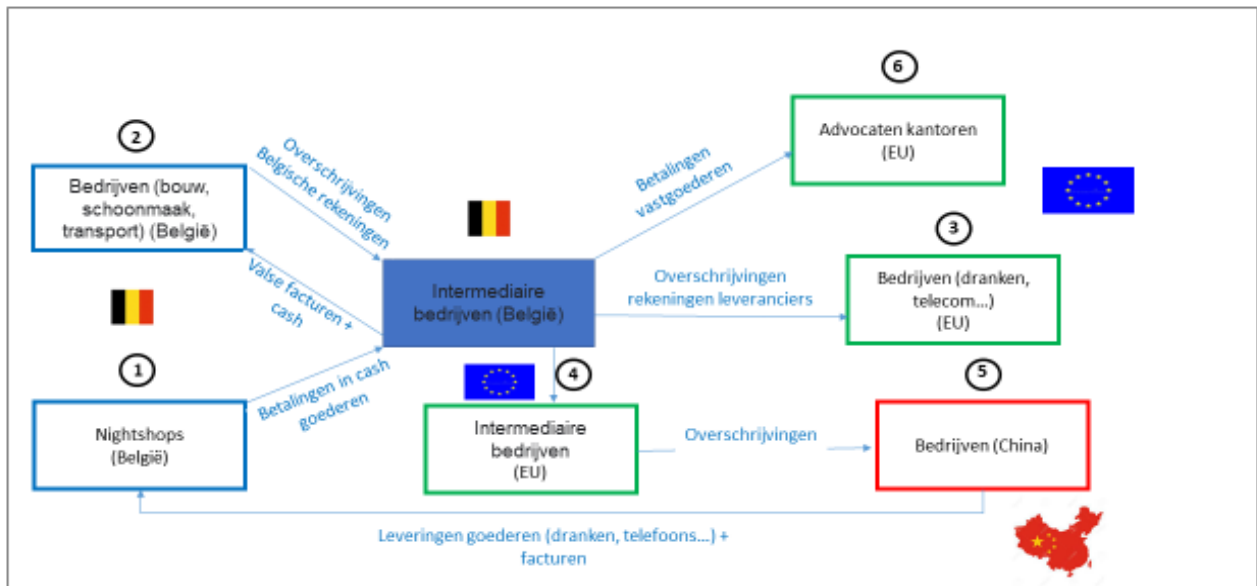 6
Advocaten kantoren
(EU)
2
Bedrijven (bouw,
schoonmaak,
transport) (België)
Overschrijvingen
Belgische rekeningen
Betalingen
vastgoederen
3
Bedrijven (dranken,
telecom...)
(EU)
Overschrijvingen
rekeningen leveranciers
Intermediaire
bedrijven (België)
Valse facturen +
cash
1
Nightshops
(België)
Betalingen in cash
goederen
4
Intermediaire
bedrijven
(EU)
Overschrijvingen
5
Bedrijven (China)
Leveringen goederen (dranken, telefoons...) +
facturen